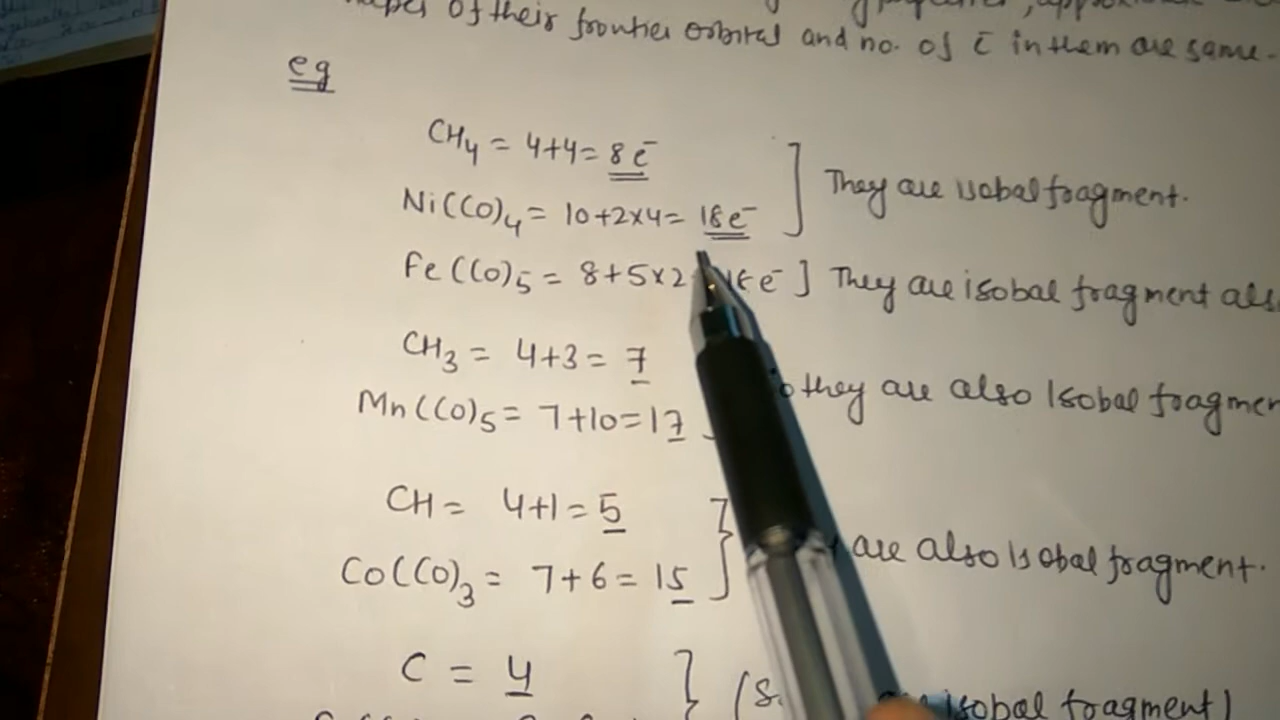 of their frontier orbital and no. of e̅ in them are same.
eg
CH₄ = 4+4= 8e̅
Ni(CO)₄ = 10+2x4= 18e⁻
] They are isobal fragment.
Fe(CO)₅ = 8+5x2 e⁻ ] They are isobal fragment
CH₃ = 4+3 = 7
Mn(CO)₅ = 7+10=17
they are also Isobal
CH = 4+1 = 5
Co(CO)₃ = 7+6 = 15
} are also Isobal fragment.
C = 4 } (
isobal fragment)